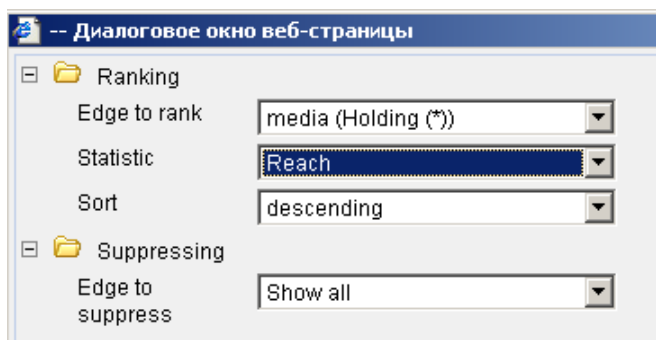 -- Диалоговое окно веб-страницы
Ranking
Edge to rank media (Holding (*))
Statistic Reach
Sort descending
Suppressing
Edge to suppress Show all